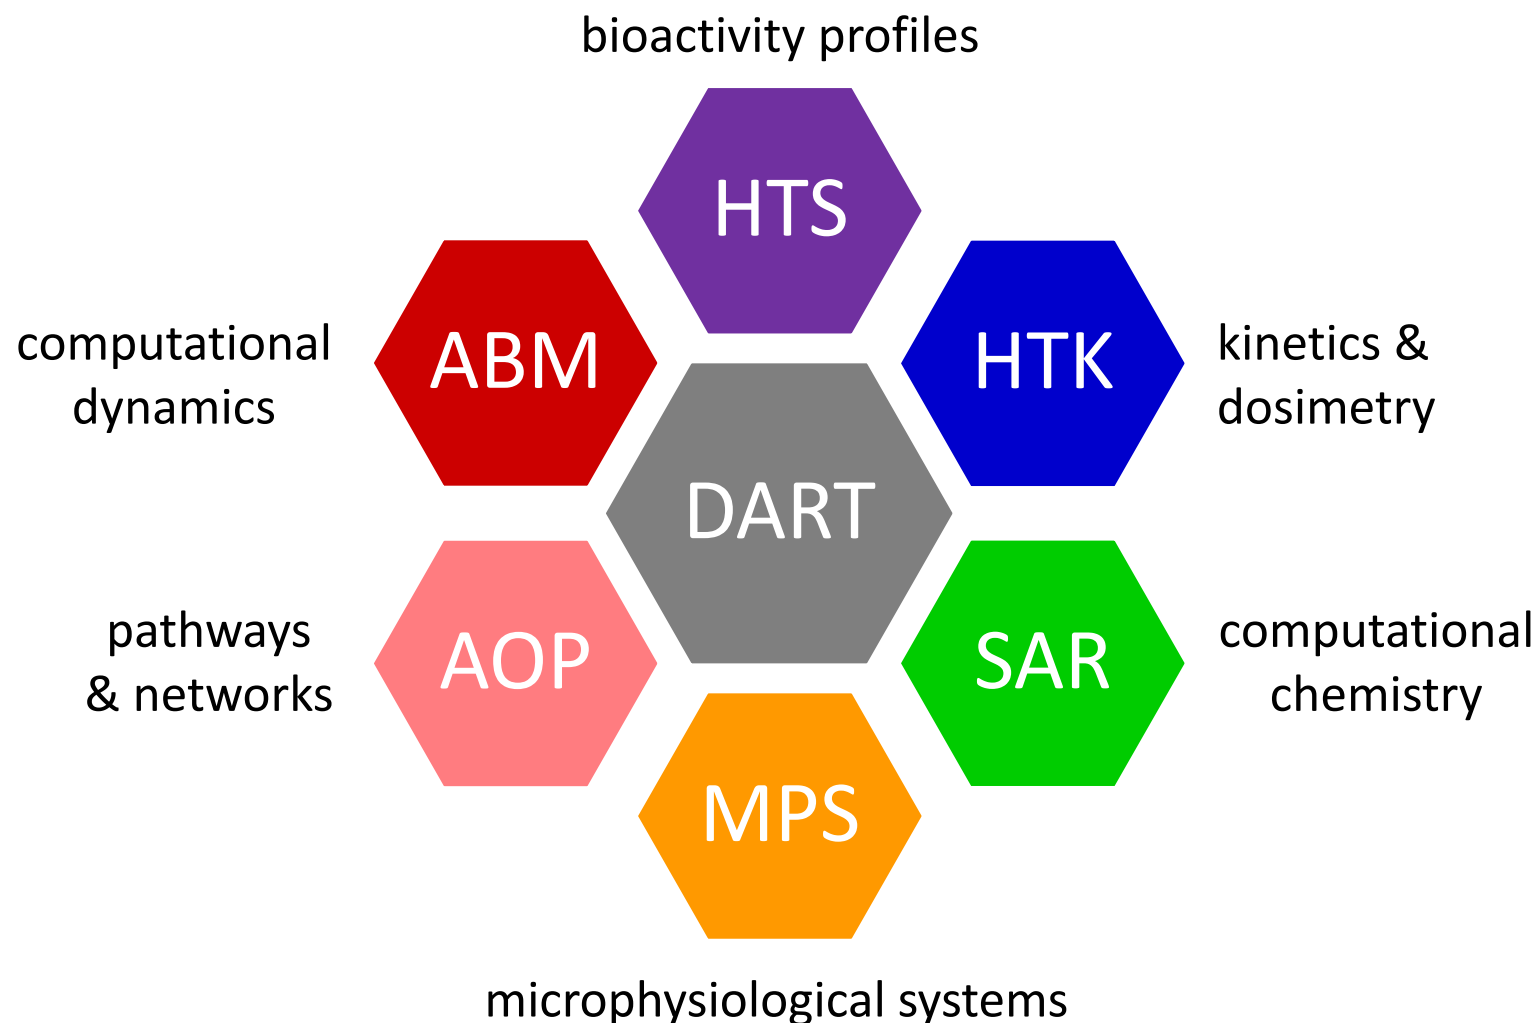 bioactivity profiles
HTS
ABM
HTK
computational
dynamics
kinetics &
dosimetry
DART
pathways
& networks
AOP
SAR
computational
chemistry
MPS
microphysiological systems